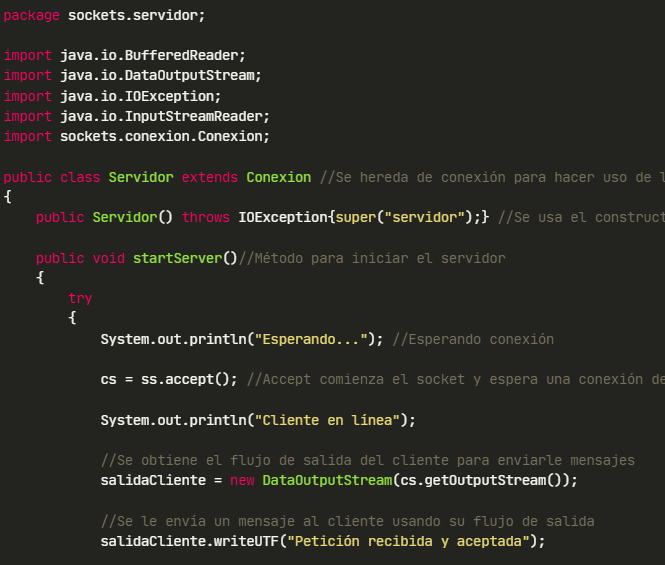 package sockets.servidor;
import java.io.BufferedReader;
import java.io.DataOutputStream;
import java.io.IOException;
import java.io.InputStreamReader;
import sockets.conexion.Conexion;
public class Servidor extends Conexion //Se hereda de conexión para hacer uso de
{
public Servidor() throws IOException{super("servidor");} //Se usa el
try
public void startServer()//Método para iniciar el servidor
{
try
{
System.out.println("Esperando..."); //Esperando conexión
cs = ss.accept(); //Accept comienza el socket y espera una conexión
System.out.println("Cliente en línea");
//Se obtiene el flujo de salida del cliente para enviarle mensajes
salidaCliente = new DataOutputStream(cs.getOutputStream());
//Se le envía un mensaje al cliente usando su flujo de salida
salidaCliente.writeUTF("Petición recibida y aceptada");